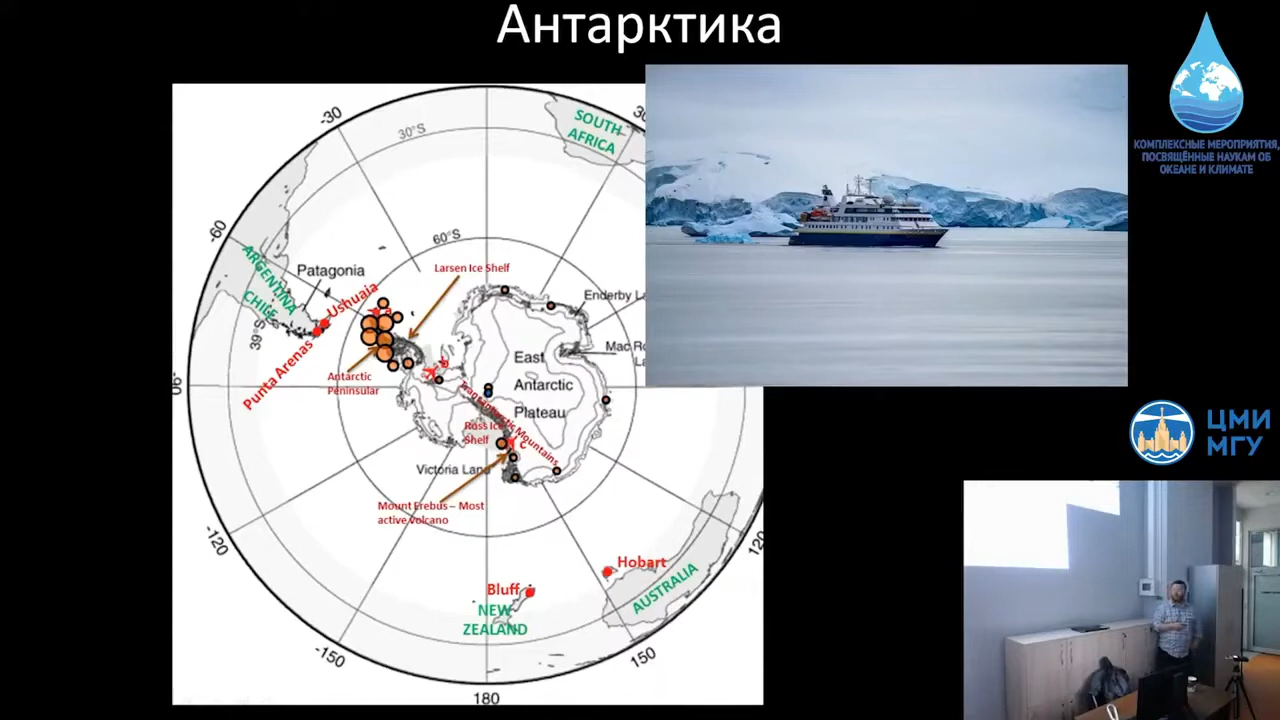 Антарктика
КОМПЛЕКСНЫЕ МЕРОПРИЯТИЯ,
ПОСВЯЩЁННЫЕ НАУКАМ ОБ
ОКЕАНЕ И КЛИМАТЕ
-30
30°S
SOUTH
AFRICA
-60
60°S
ARGENTINA
CHILE
Patagonia
Larsen Ice Shelf
Ushuaia
Enderby
39°S
Punta Arenas
Antarctic
Peninsular
East
Antarctic
Plateau
Mac
Transantarctic Mountains
Ross Ice
Shelf
Victoria Land
Mount Erebus – Most
active volcano
-120
120
Hobart
AUSTRALIA
Bluff
NEW
ZEALAND
-150
150
180
ЦМИ
МГУ